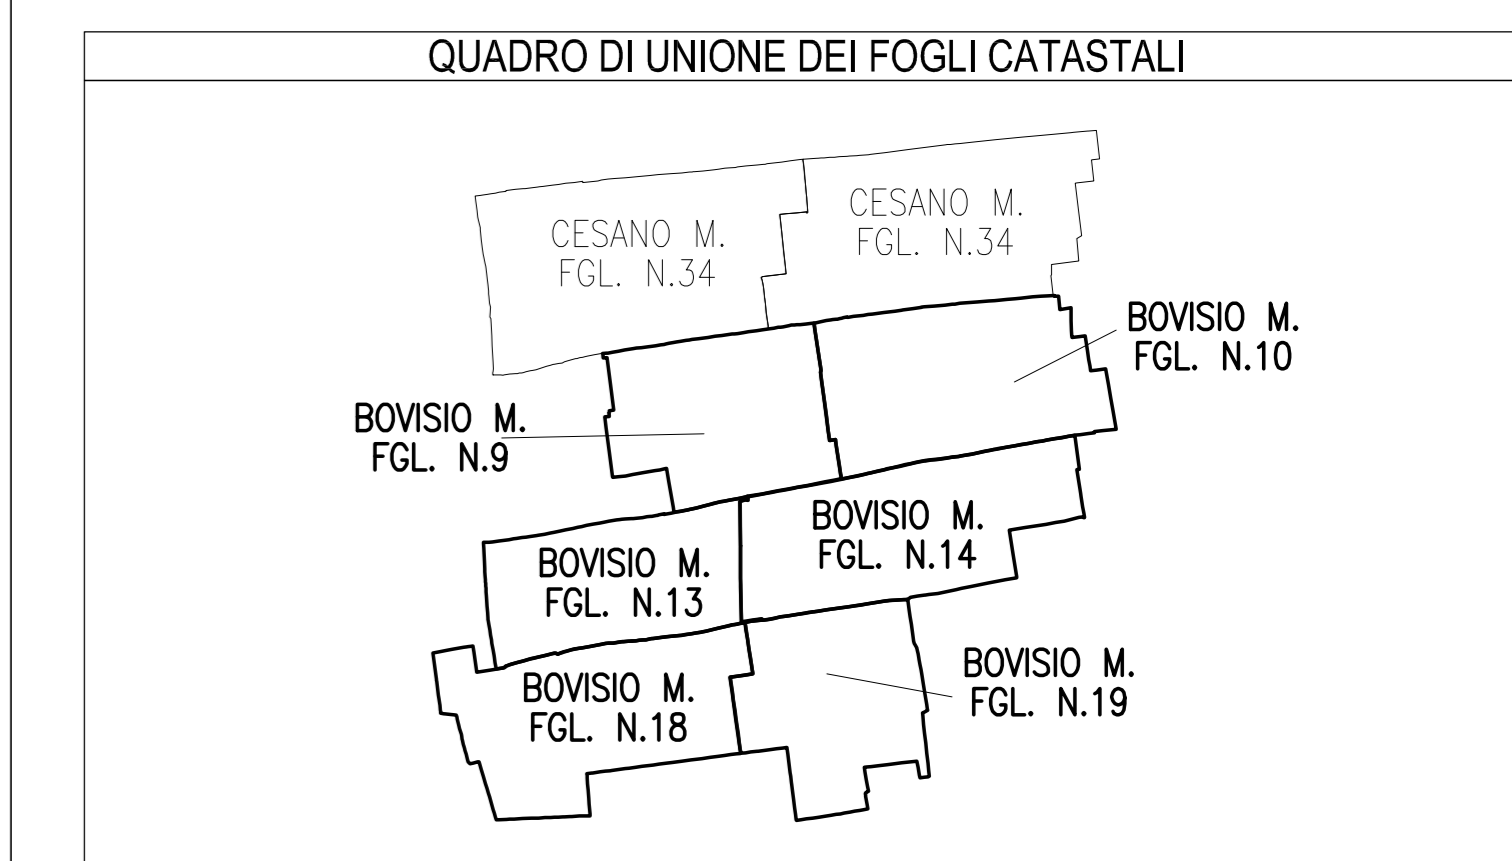 QUADRO DI UNIONE DEI FOGLI CATASTALI
CESANO M.
FGL. N.34
CESANO M.
FGL. N.34
BOVISIO M.
FGL. N.10
BOVISIO M.
FGL. N.9
BOVISIO M.
FGL. N.14
BOVISIO M.
FGL. N.13
BOVISIO M.
FGL. N.19
BOVISIO M.
FGL. N.18